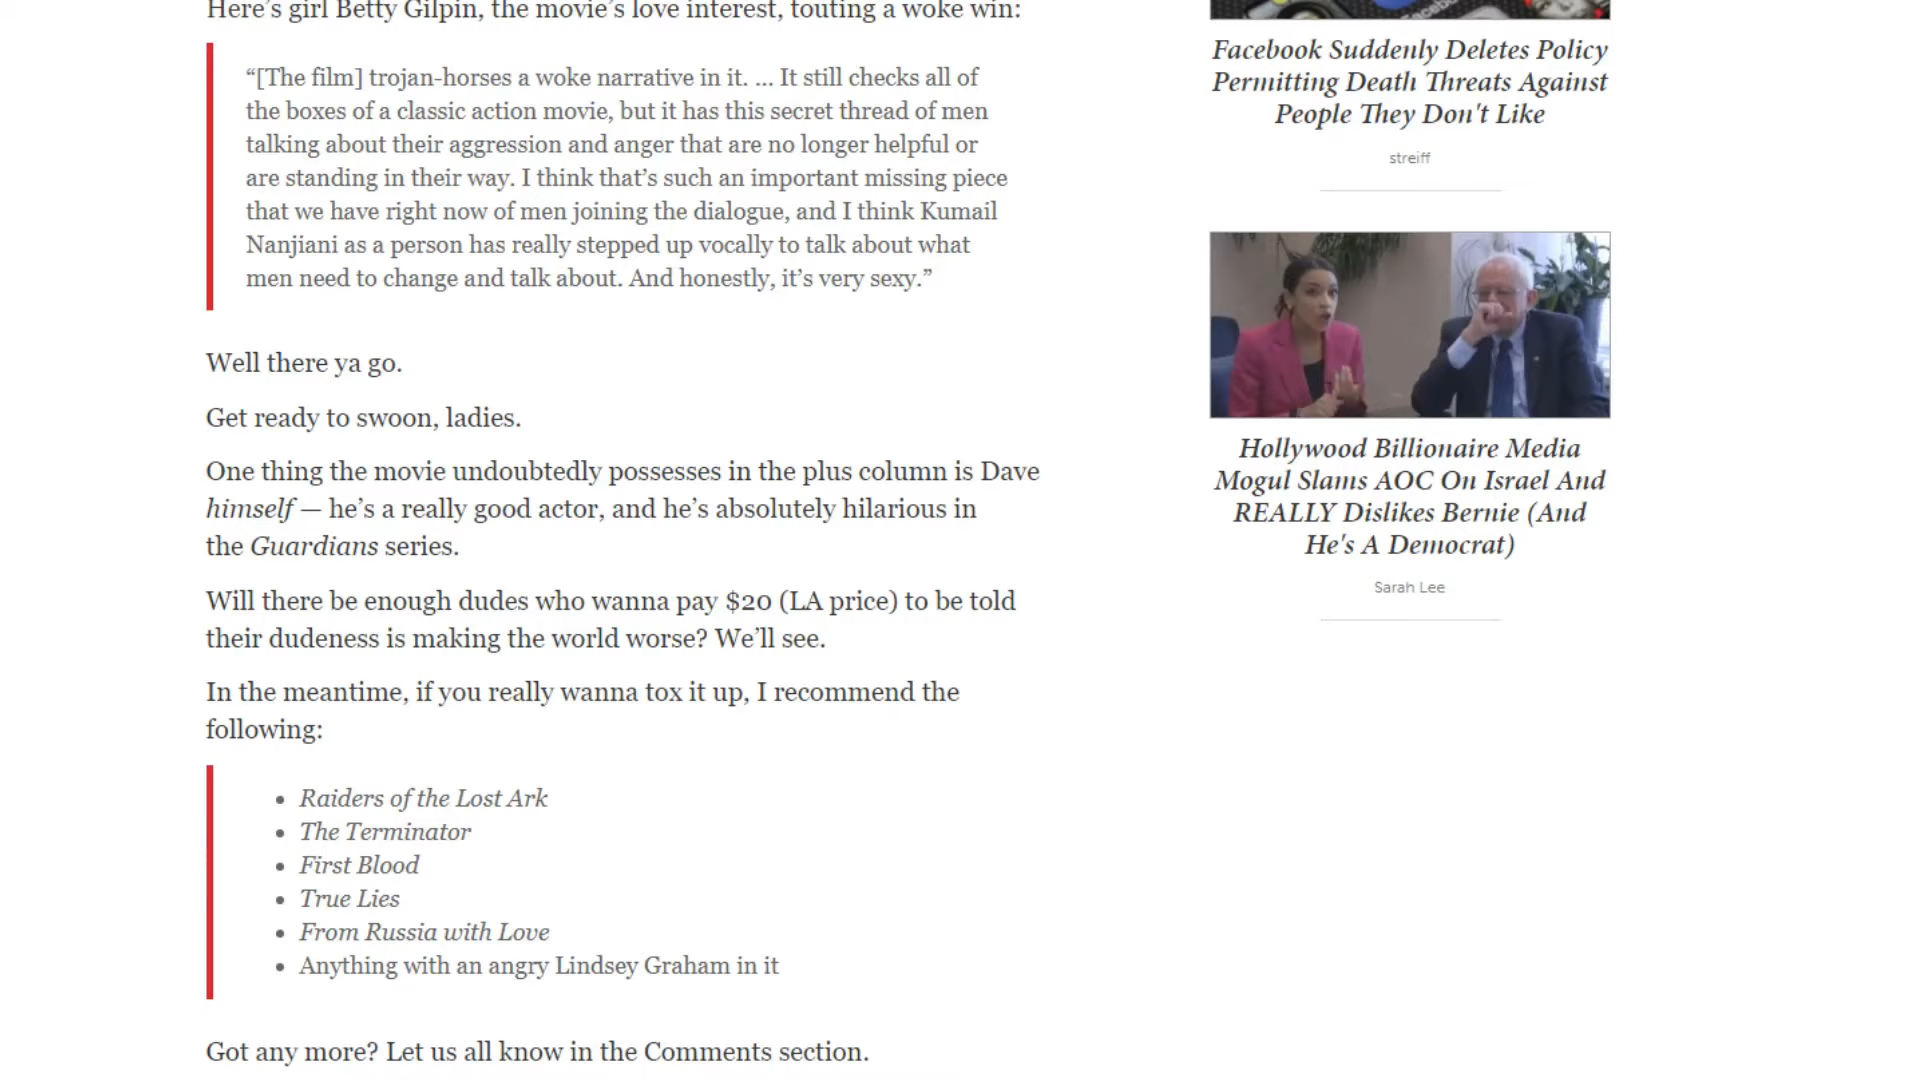 Here’s girl Betty Gilpin, the movie’s love interest, touting a woke win:
“[The film] trojan-horses a woke narrative in it. … It still checks all of
the boxes of a classic action movie, but it has this secret thread of men
talking about their aggression and anger that are no longer helpful or
are standing in their way. I think that’s such an important missing piece
that we have right now of men joining the dialogue, and I think Kumail
Nanjiani as a person has really stepped up vocally to talk about what
men need to change and talk about. And honestly, it’s very sexy.”
Well there ya go.
Get ready to swoon, ladies.
One thing the movie undoubtedly possesses in the plus column is Dave
himself — he’s a really good actor, and he’s absolutely hilarious in
the Guardians series.
Will there be enough dudes who wanna pay $20 (LA price) to be told
their dudeness is making the world worse? We’ll see.
In the meantime, if you really wanna tox it up, I recommend the
following:
• Raiders of the Lost Ark
• The Terminator
• First Blood
• True Lies
• From Russia with Love
• Anything with an angry Lindsey Graham in it
Got any more? Let us all know in the Comments section.
Facebook Suddenly Deletes Policy
Permitting Death Threats Against
People They Don't Like
streiff
Hollywood Billionaire Media
Mogul Slams AOC On Israel And
REALLY Dislikes Bernie (And
He's A Democrat)
Sarah Lee